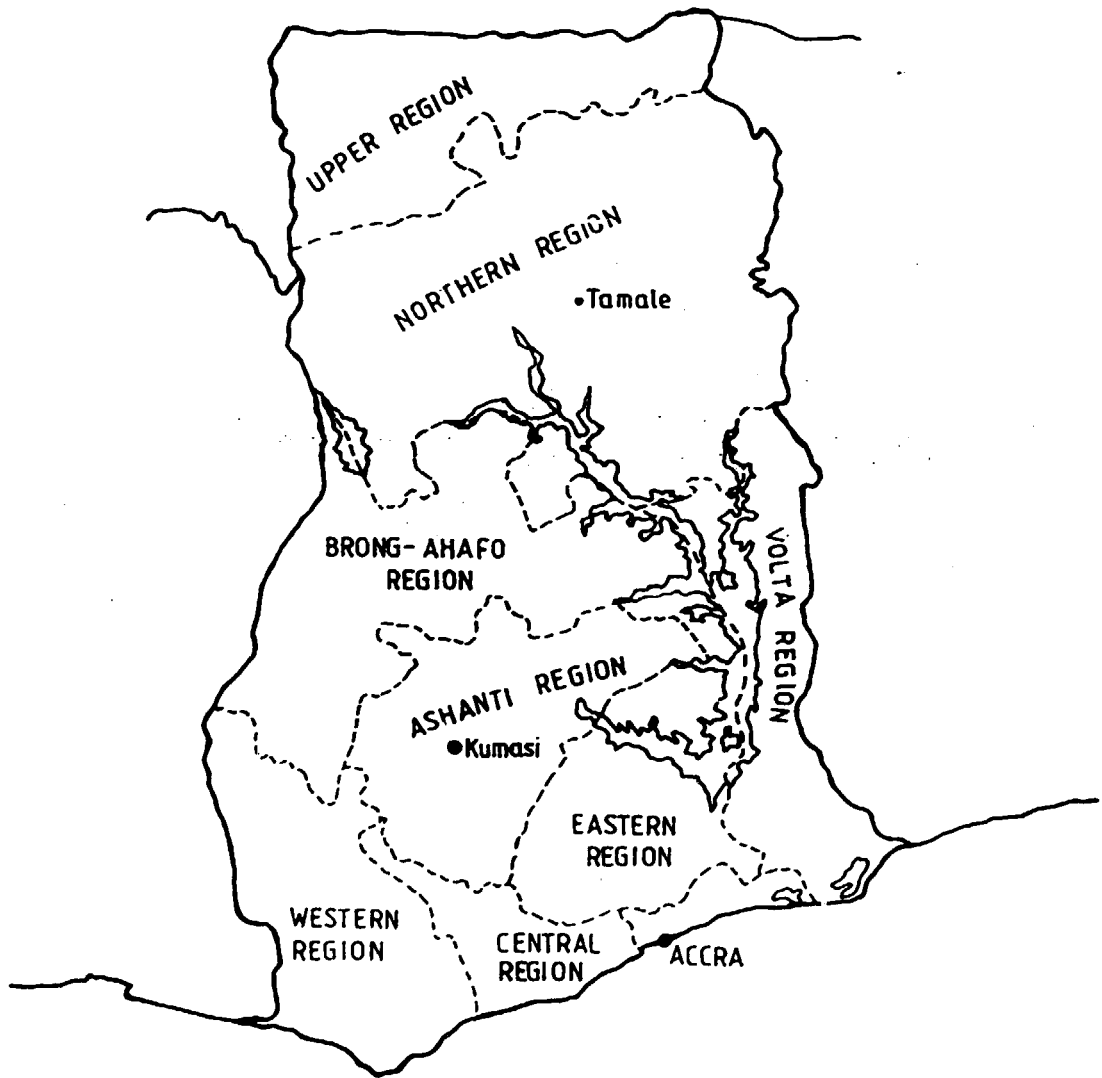 UPPER REGION
NORTHERN REGION
Tamale
BRONG-AHAFO
REGION
VOLTA REGION
ASHANTI REGION
Kumasi
EASTERN
REGION
WESTERN
REGION
CENTRAL
REGION
ACCRA